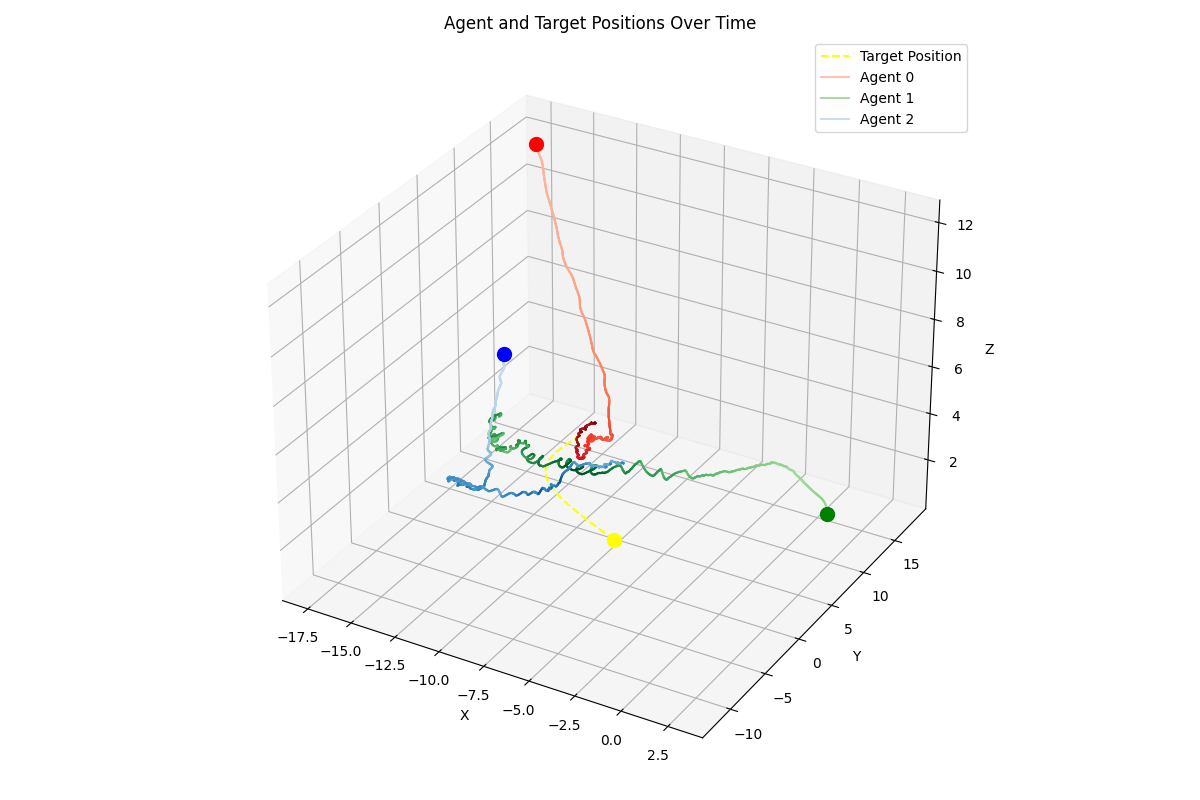 Agent and Target Positions Over Time
Target Position
Agent 0
Agent 1
Agent 2
12
10
8
6
4
2
Z
15
10
5
0
−5
−10
Y
−17.5
−15.0
−12.5
−10.0
−7.5
−5.0
−2.5
0.0
2.5
X